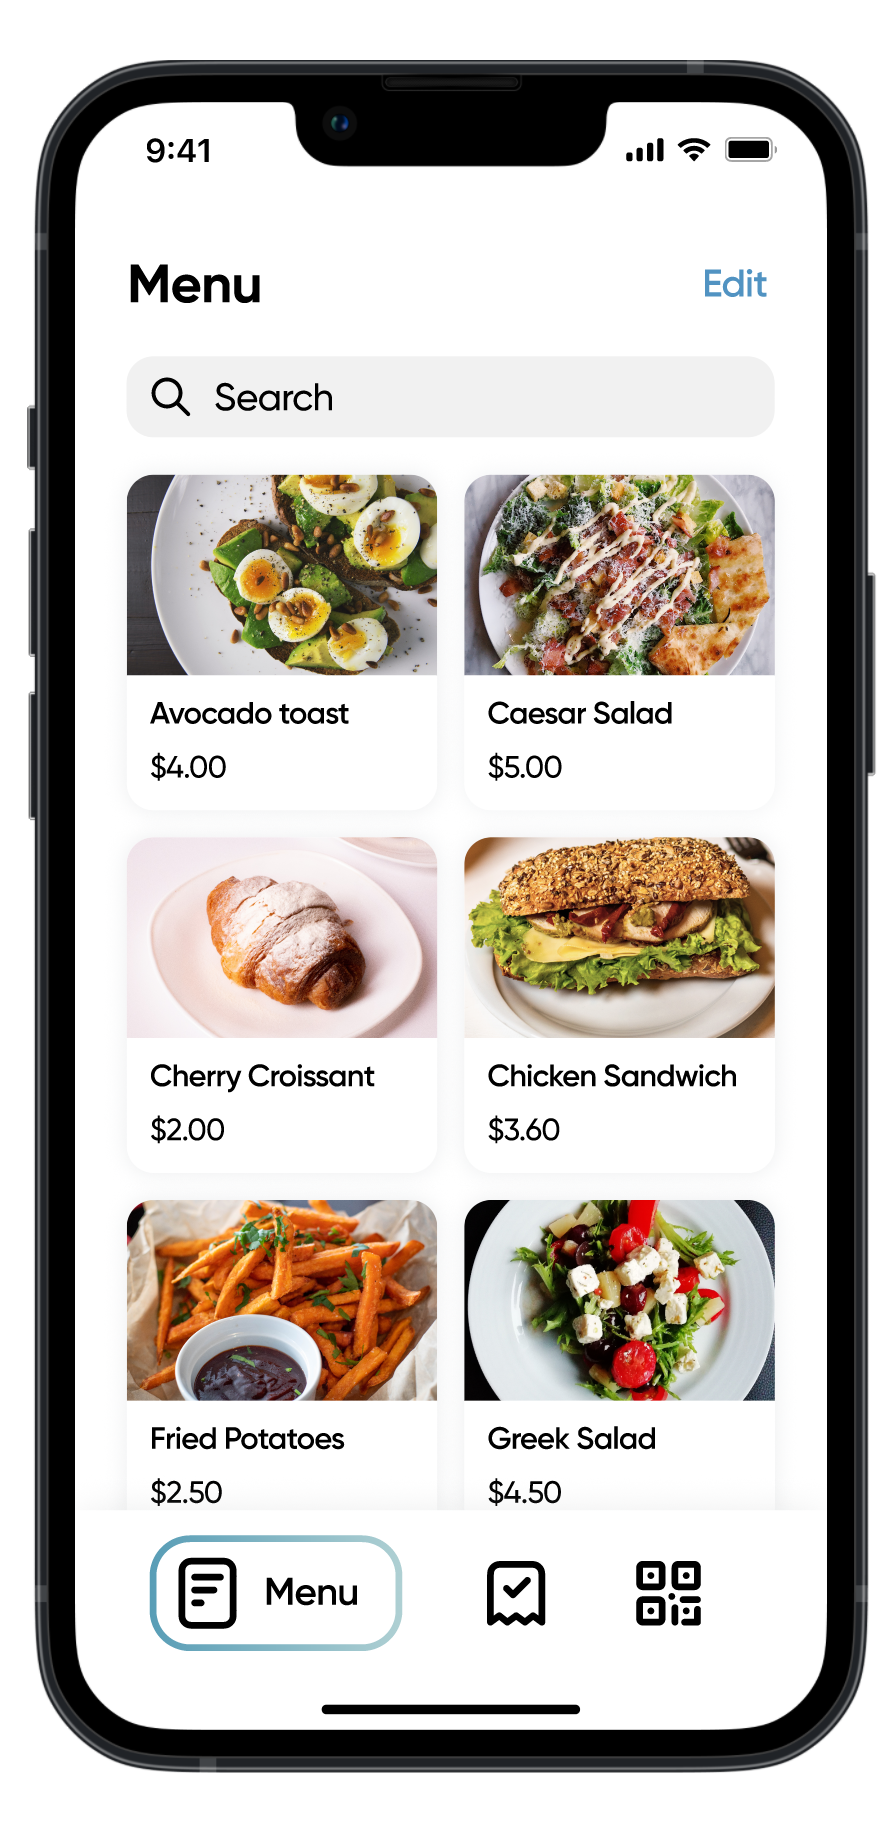 9:41
Menu
Edit
Search
Avocado toast
$4.00
Caesar Salad
$5.00
Cherry Croissant
$2.00
Chicken Sandwich
$3.60
Fried Potatoes
$2.50
Greek Salad
$4.50
Menu